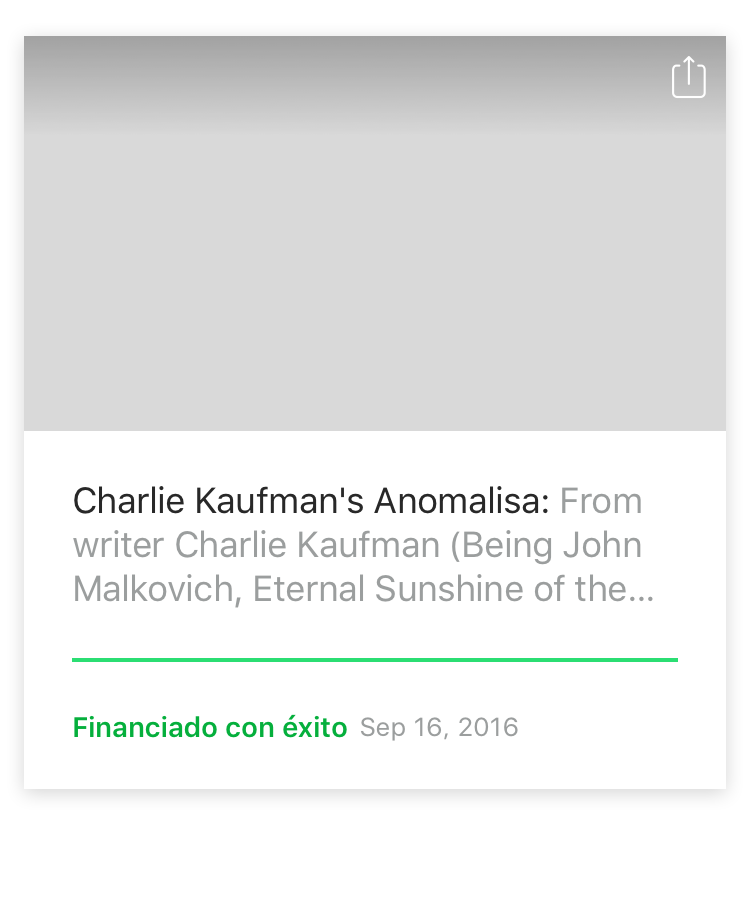 Charlie Kaufman's Anomalisa: From
writer Charlie Kaufman (Being John
Malkovich, Eternal Sunshine of the...
Financiado con éxito Sep 16, 2016